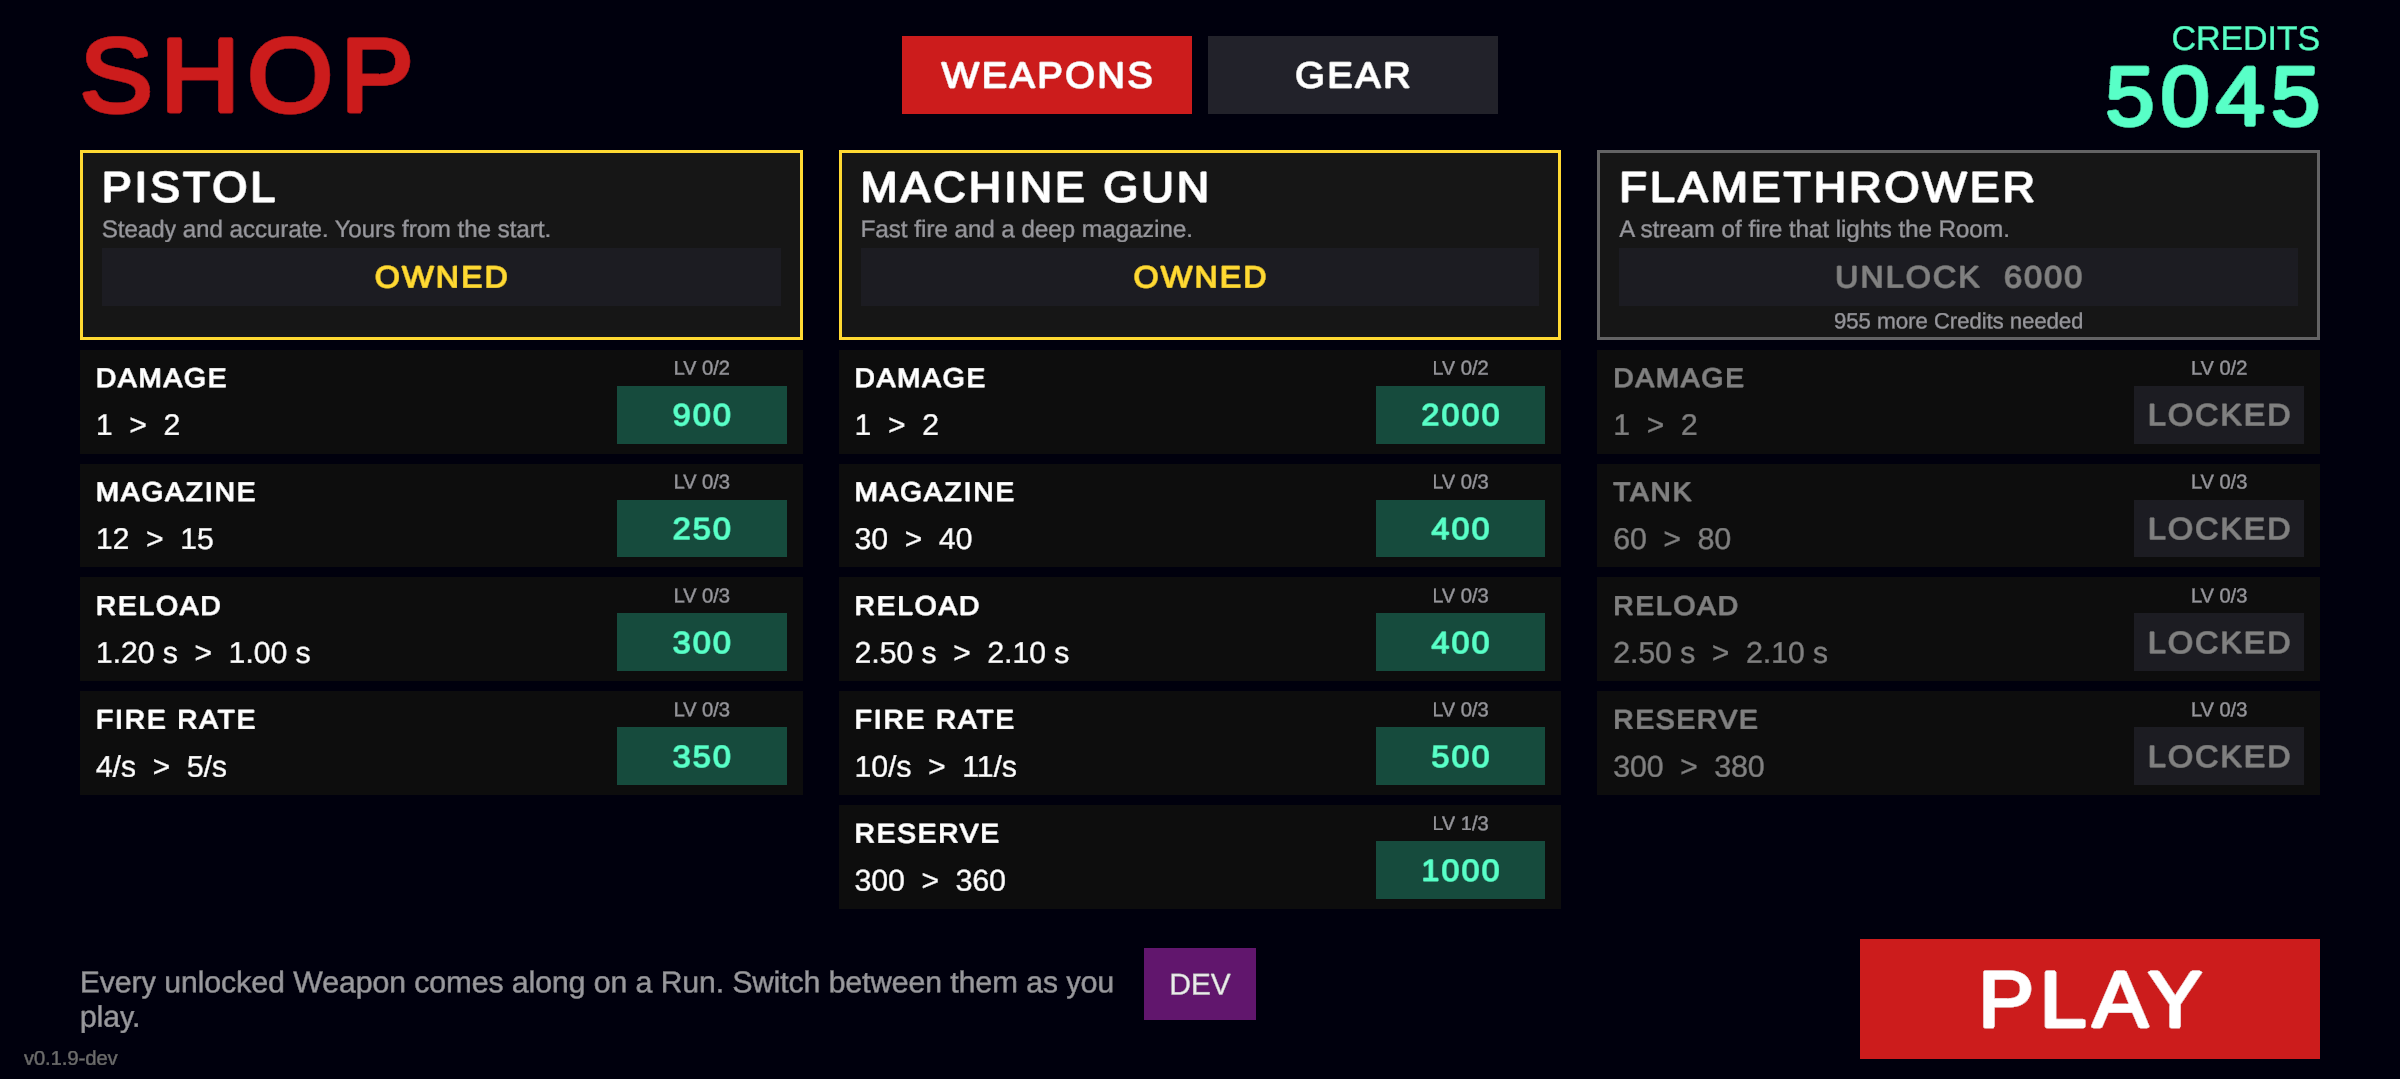 SHOP
WEAPONS
GEAR
CREDITS
5045
PISTOL
Steady and accurate. Yours from the start.
OWNED
DAMAGE
LV 0/2
1 > 2
900
MAGAZINE
LV 0/3
12 > 15
250
RELOAD
LV 0/3
1.20 s > 1.00 s
300
FIRE RATE
LV 0/3
4/s > 5/s
350
MACHINE GUN
Fast fire and a deep magazine.
OWNED
DAMAGE
LV 0/2
1 > 2
2000
MAGAZINE
LV 0/3
30 > 40
400
RELOAD
LV 0/3
2.50 s > 2.10 s
400
FIRE RATE
LV 0/3
10/s > 11/s
500
RESERVE
LV 1/3
300 > 360
1000
FLAMETHROWER
A stream of fire that lights the Room.
UNLOCK 6000
955 more Credits needed
DAMAGE
LV 0/2
1 > 2
LOCKED
TANK
LV 0/3
60 > 80
LOCKED
RELOAD
LV 0/3
2.50 s > 2.10 s
LOCKED
RESERVE
LV 0/3
300 > 380
LOCKED
Every unlocked Weapon comes along on a Run. Switch between them as you
play.
DEV
PLAY
v0.1.9-dev